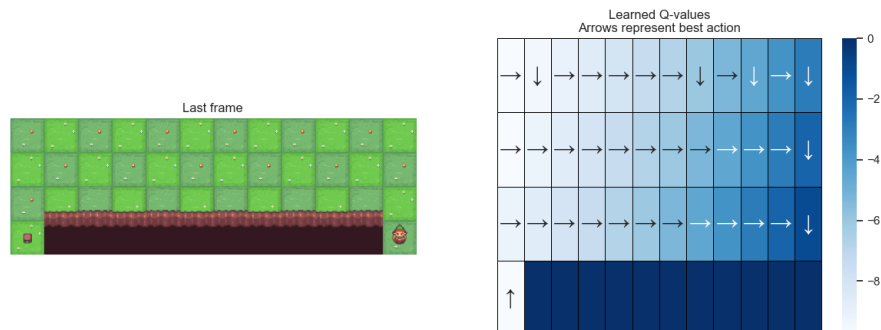 Last frame
Learned Q-values
Arrows represent best action
→ ↓ → → → → → ↓ → ↓ → ↓
→ → → → → → → → → → → ↓
→ → → → → → → → → → → ↓
↑
0
−2
−4
−6
−8